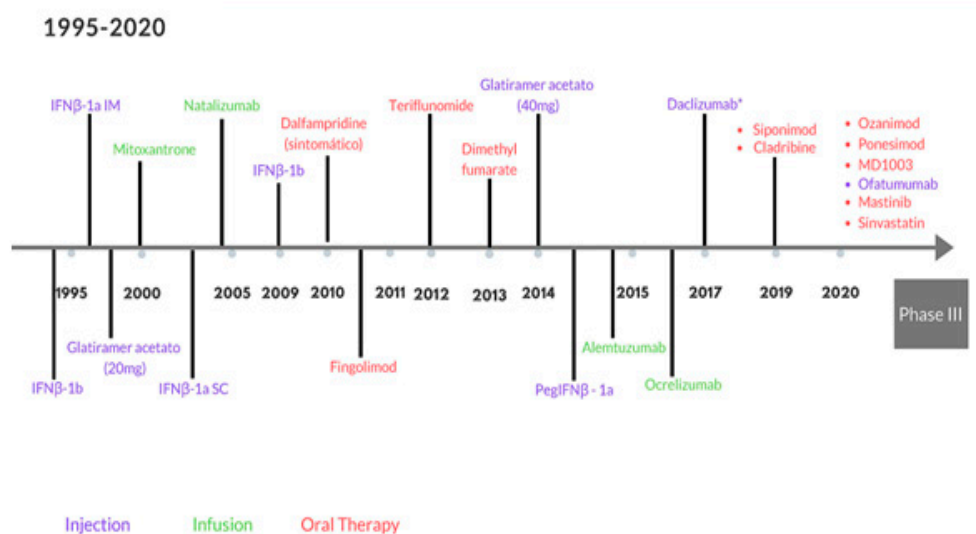 1995-2020
IFNβ-1a IM
Mitoxantrone
Natalizumab
IFNβ-1b
Dalfampridine
(sintomático)
Teriflunomide
Dimethyl
fumarate
Glatiramer acetato
(40mg)
Daclizumab*
• Siponimod
• Cladribine
• Ozanimod
• Ponesimod
• MD1003
• Ofatumumab
• Mastinib
• Sinvastatin
1995 2000 2005 2009 2010 2011 2012 2013 2014 2015 2017 2019 2020
Phase III
IFNβ-1b
Glatiramer acetato
(20mg)
IFNβ-1a SC
Fingolimod
PegIFNβ - 1a
Alemtuzumab
Ocrelizumab
Injection Infusion Oral Therapy